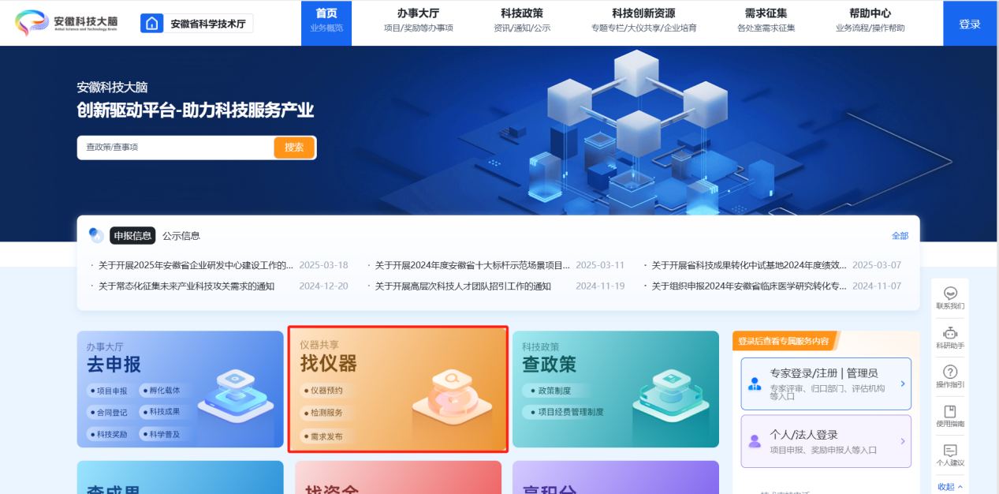 安徽科技大脑
Anhui Science and Technology Brain
安徽省科学技术厅
首页
业务概览
办事大厅
项目/奖励等办事项
科技政策
资讯/通知/公示
科技创新资源
专题专栏/大仪共享/企业培育
需求征集
各处室需求征集
帮助中心
业务流程/操作帮助
登录
安徽科技大脑
创新驱动平台-助力科技服务产业
查政策/查事项
搜索
申报信息 公示信息 全部
· 关于开展2025年安徽省企业研发中心建设工作的... 2025-03-18
· 关于开展2024年度安徽省十大标杆示范场景项目... 2025-03-11
· 关于开展省科技成果转化中试基地2024年度绩效... 2025-03-07
· 关于常态化征集未来产业科技攻关需求的通知 2024-12-20
· 关于开展高层次科技人才团队招引工作的通知 2024-11-19
· 关于组织申报2024年安徽省临床医学研究转化专... 2024-11-07
办事大厅
去申报
• 项目申报 • 孵化载体
• 合同登记 • 科技成果
• 科技奖励 • 科学普及
仪器共享
找仪器
• 仪器预约
• 检测服务
• 需求发布
科技政策
查政策
• 政策制度
• 项目经费管理制度
登录后查看专属服务内容
专家登录/注册 | 管理员
专家评审、归口部门、评估机构
等入口
个人/法人登录
项目申报、奖励申报人等入口
联系我们
科研助手
操作指引
使用指南
个人建议
收起
查成果
找资金
高积分